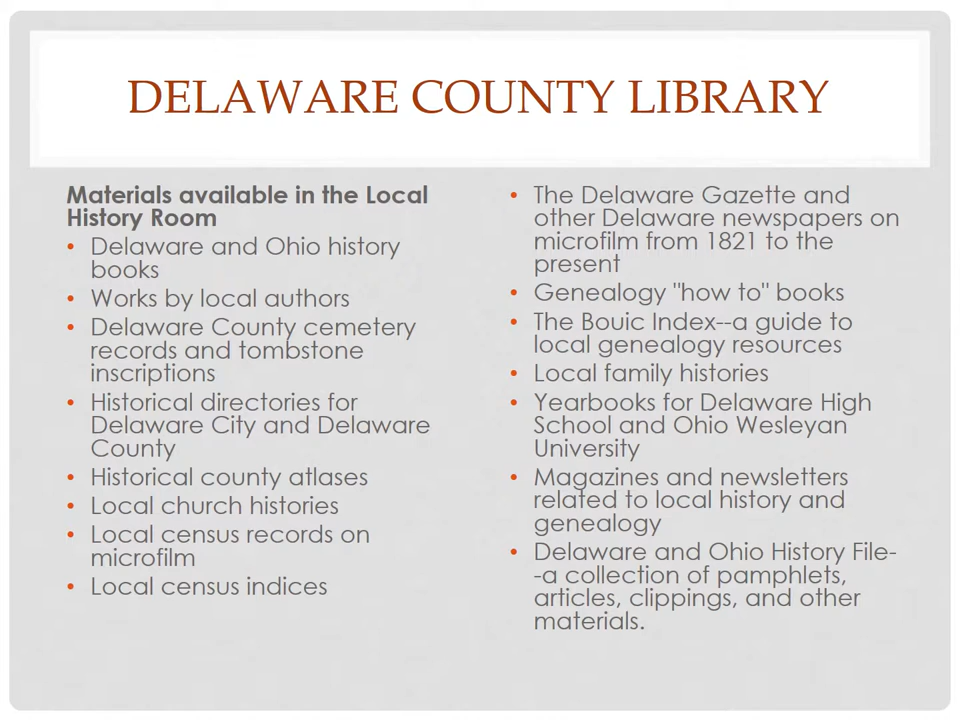 DELAWARE COUNTY LIBRARY
Materials available in the Local
History Room
• Delaware and Ohio history
books
• Works by local authors
• Delaware County cemetery
records and tombstone
inscriptions
• Historical directories for
Delaware City and Delaware
County
• Historical county atlases
• Local church histories
• Local census records on
microfilm
• Local census indices
• The Delaware Gazette and
other Delaware newspapers on
microfilm from 1821 to the
present
• Genealogy "how to" books
• The Bouic Index--a guide to
local genealogy resources
• Local family histories
• Yearbooks for Delaware High
School and Ohio Wesleyan
University
• Magazines and newsletters
related to local history and
genealogy
• Delaware and Ohio History File-
-a collection of pamphlets,
articles, clippings, and other
materials.